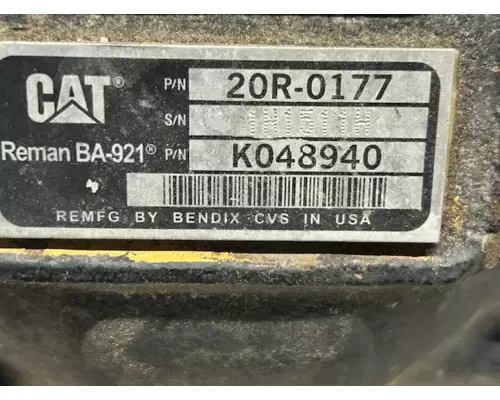 CAT® P/N 20R-0177
S/N
Reman BA-921® P/N K048940
REMFG BY BENDIX CVS IN USA